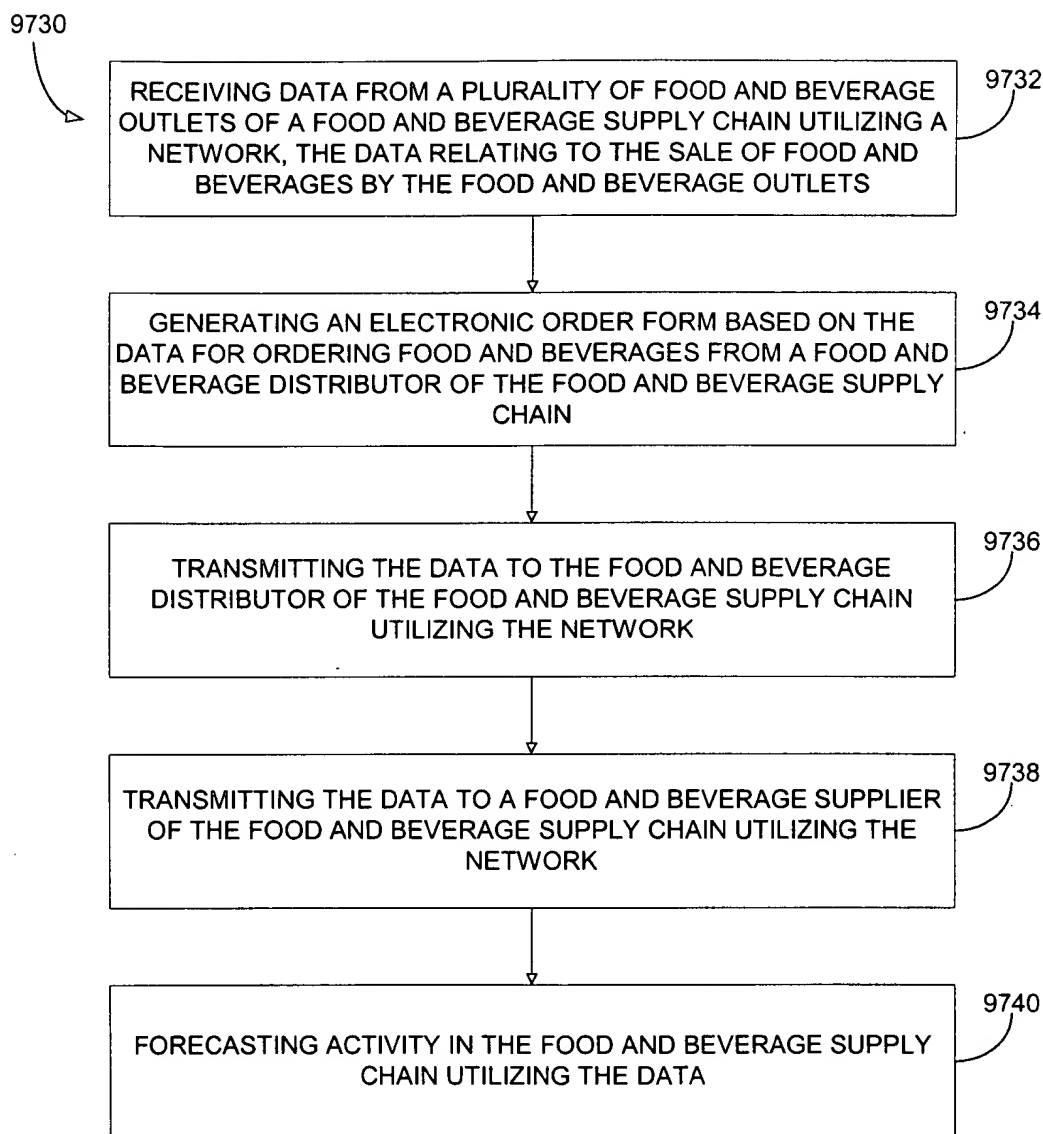 9730
RECEIVING DATA FROM A PLURALITY OF FOOD AND BEVERAGE
OUTLETS OF A FOOD AND BEVERAGE SUPPLY CHAIN UTILIZING A
NETWORK, THE DATA RELATING TO THE SALE OF FOOD AND
BEVERAGES BY THE FOOD AND BEVERAGE OUTLETS
9732
GENERATING AN ELECTRONIC ORDER FORM BASED ON THE
DATA FOR ORDERING FOOD AND BEVERAGES FROM A FOOD AND
BEVERAGE DISTRIBUTOR OF THE FOOD AND BEVERAGE SUPPLY
CHAIN
9734
TRANSMITTING THE DATA TO THE FOOD AND BEVERAGE
DISTRIBUTOR OF THE FOOD AND BEVERAGE SUPPLY CHAIN
UTILIZING THE NETWORK
9736
TRANSMITTING THE DATA TO A FOOD AND BEVERAGE SUPPLIER
OF THE FOOD AND BEVERAGE SUPPLY CHAIN UTILIZING THE
NETWORK
9738
FORECASTING ACTIVITY IN THE FOOD AND BEVERAGE SUPPLY
CHAIN UTILIZING THE DATA
9740